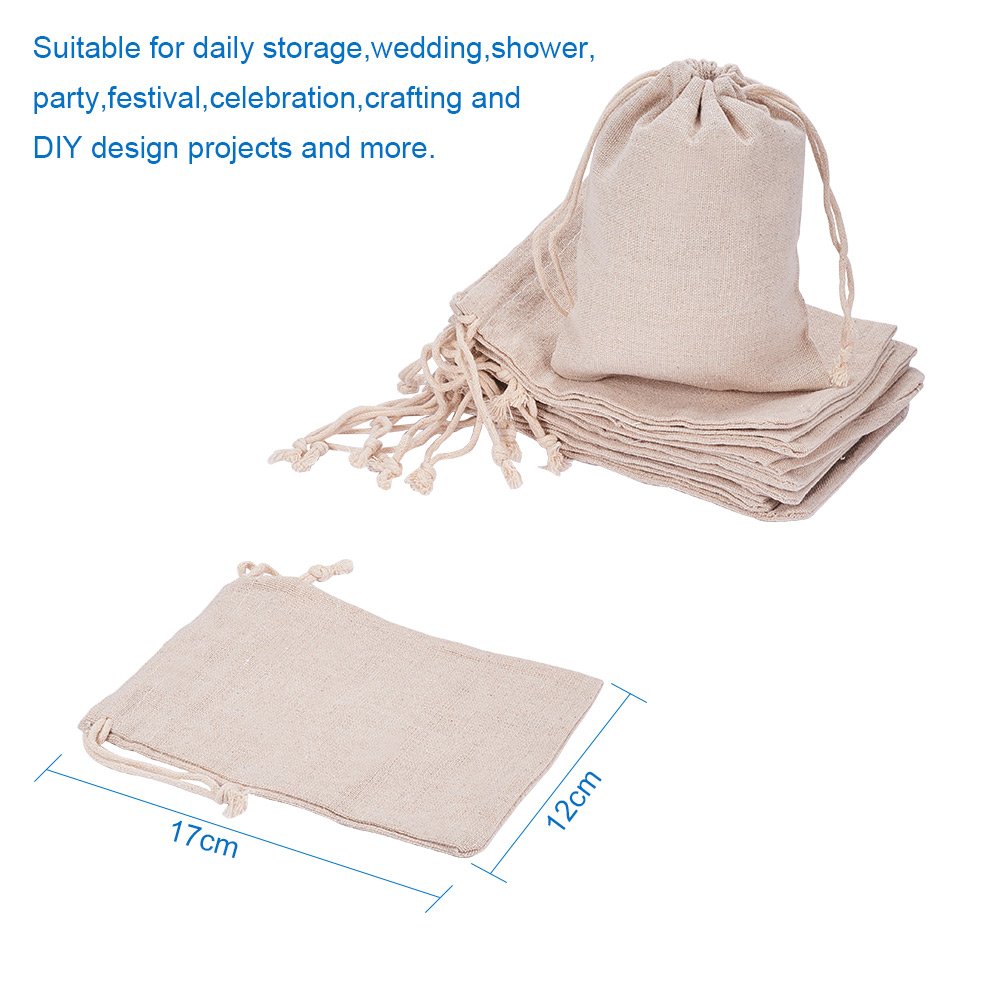 Suitable for daily storage,wedding,shower,
party,festival,celebration,crafting and
DIY design projects and more.
17cm
12cm